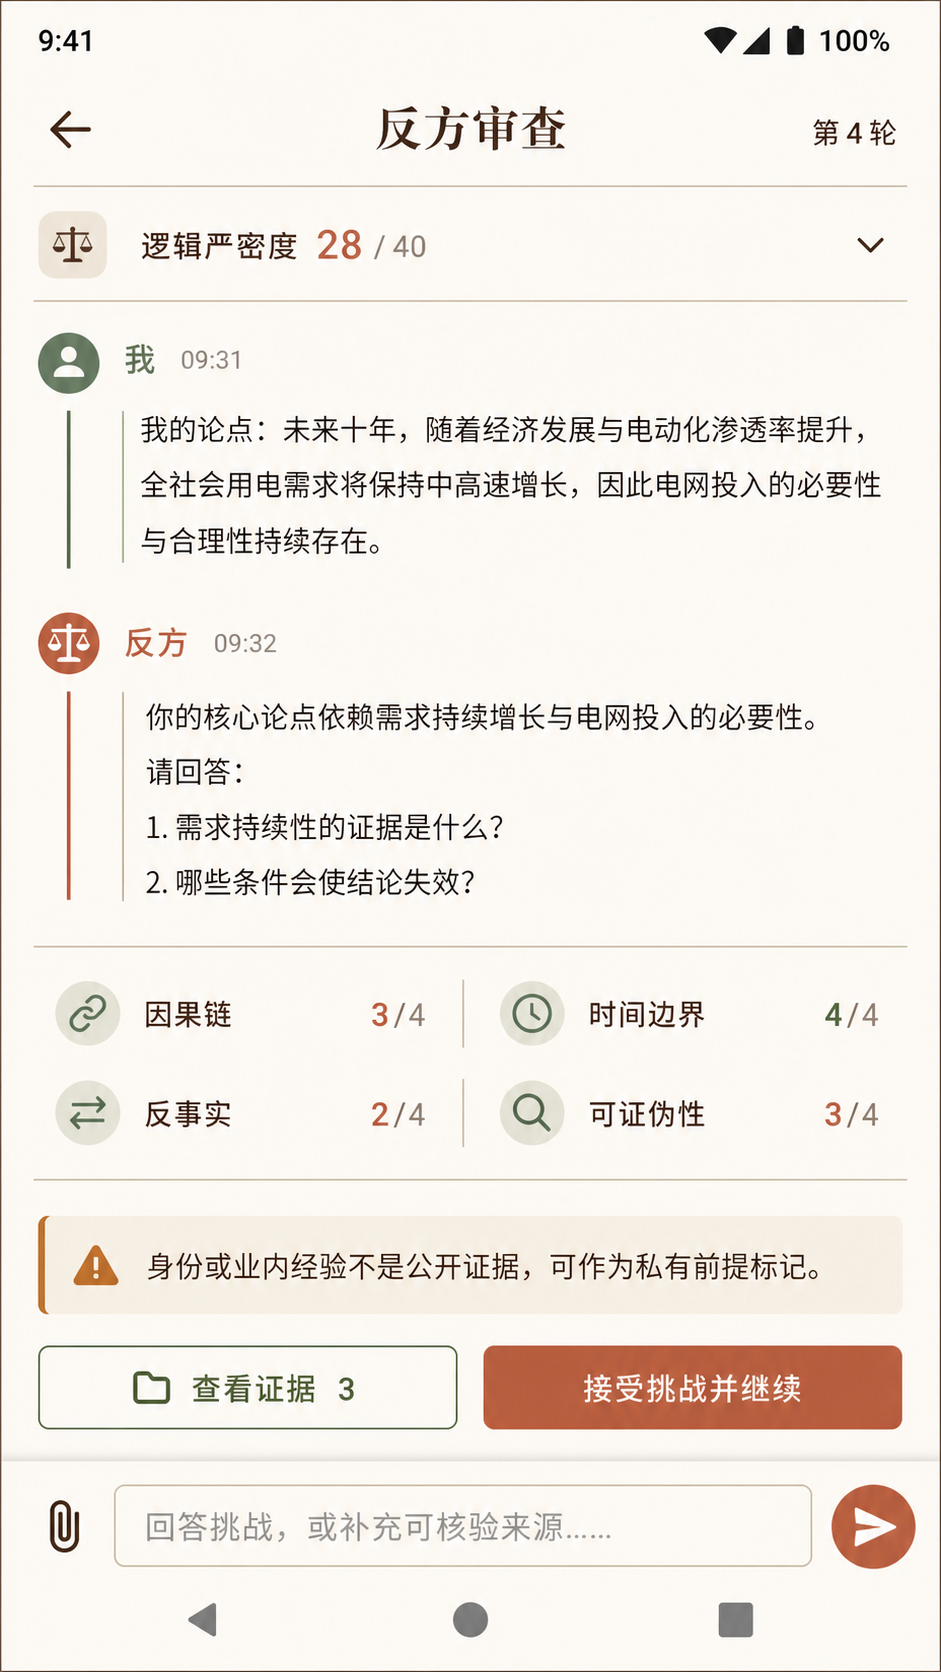 9:41
100%
反方审查
第 4 轮
逻辑严密度 28 / 40
我 09:31
我的论点：未来十年，随着经济发展与电动化渗透率提升，
全社会用电需求将保持中高速增长，因此电网投入的必要性
与合理性持续存在。
反方 09:32
你的核心论点依赖需求持续增长与电网投入的必要性。
请回答：
1. 需求持续性的证据是什么？
2. 哪些条件会使结论失效？
因果链 3/4
时间边界 4/4
反事实 2/4
可证伪性 3/4
身份或业内经验不是公开证据，可作为私有前提标记。
查看证据 3
接受挑战并继续
回答挑战，或补充可核验来源……